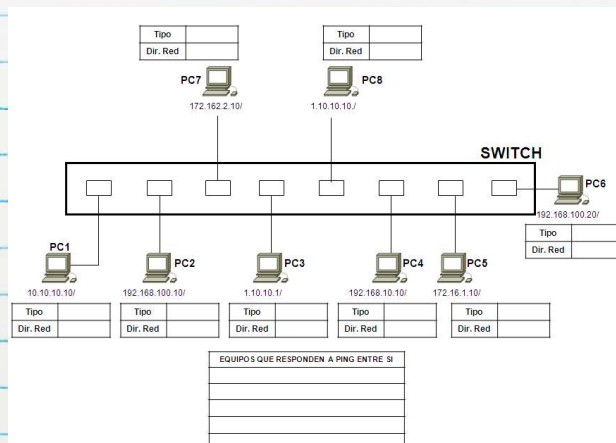 Tipo
Dir. Red
Tipo
Dir. Red
PC7
PC8
172.162.2.10/
1.10.10.10./
SWITCH
PC6
192.168.100.20/
Tipo
Dir. Red
PC1
PC2
PC3
PC4
PC5
10.10.10.10/
192.168.100.10/
1.10.10.1/
192.168.10.10/
172.16.1.10/
Tipo
Dir. Red
Tipo
Dir. Red
Tipo
Dir. Red
Tipo
Dir. Red
Tipo
Dir. Red
EQUIPOS QUE RESPONDEN A PING ENTRE SI